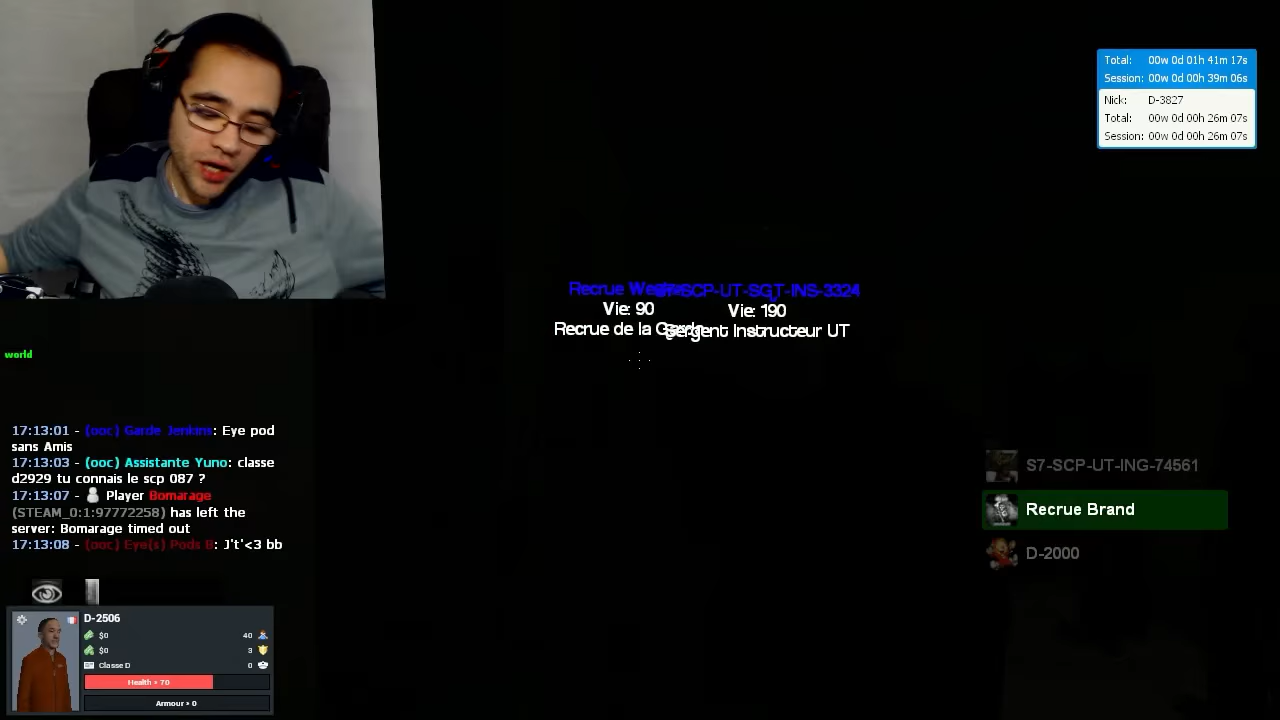 Total: 00w 0d 01h 41m 17s
Session: 00w 0d 00h 39m 06s
Nick: D-3827
Total: 00w 0d 00h 26m 07s
Session: 00w 0d 00h 26m 07s
Recrue -SCP-UT-SGT-INS-3324
Vie: 90 Vie: 190
Recrue de la Sergent Instructeur UT
world
17:13:01 - (ooc) Garde Jenkins: Eye pod
sans Amis
17:13:03 - (ooc) Assistante Yuno: classe
d2929 tu connais le scp 087 ?
17:13:07 - Player Bomarage
(STEAM_0:1:97772258) has left the
server: Bomarage timed out
17:13:08 - (ooc) Eye(s) Pods B: J't'<3 bb
S7-SCP-UT-ING-74561
Recrue Brand
D-2000
D-2506
$0 40
$0 3
Classe D 0
Health • 70
Armour • 0